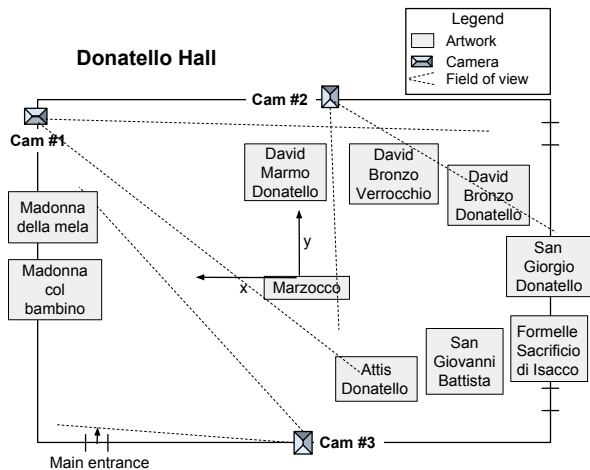 Legend
Artwork
Camera
Field of view
Donatello Hall
Cam #2
Cam #1
David
Marmo
Donatello
David
Bronzo
Verrocchio
David
Bronzo
Donatello
Madonna
della mela
Madonna
col
bambino
y
x
Marzocco
San
Giorgio
Donatello
Formelle
Sacrificio
di Isacco
San
Giovanni
Battista
Attis
Donatello
Cam #3
Main entrance